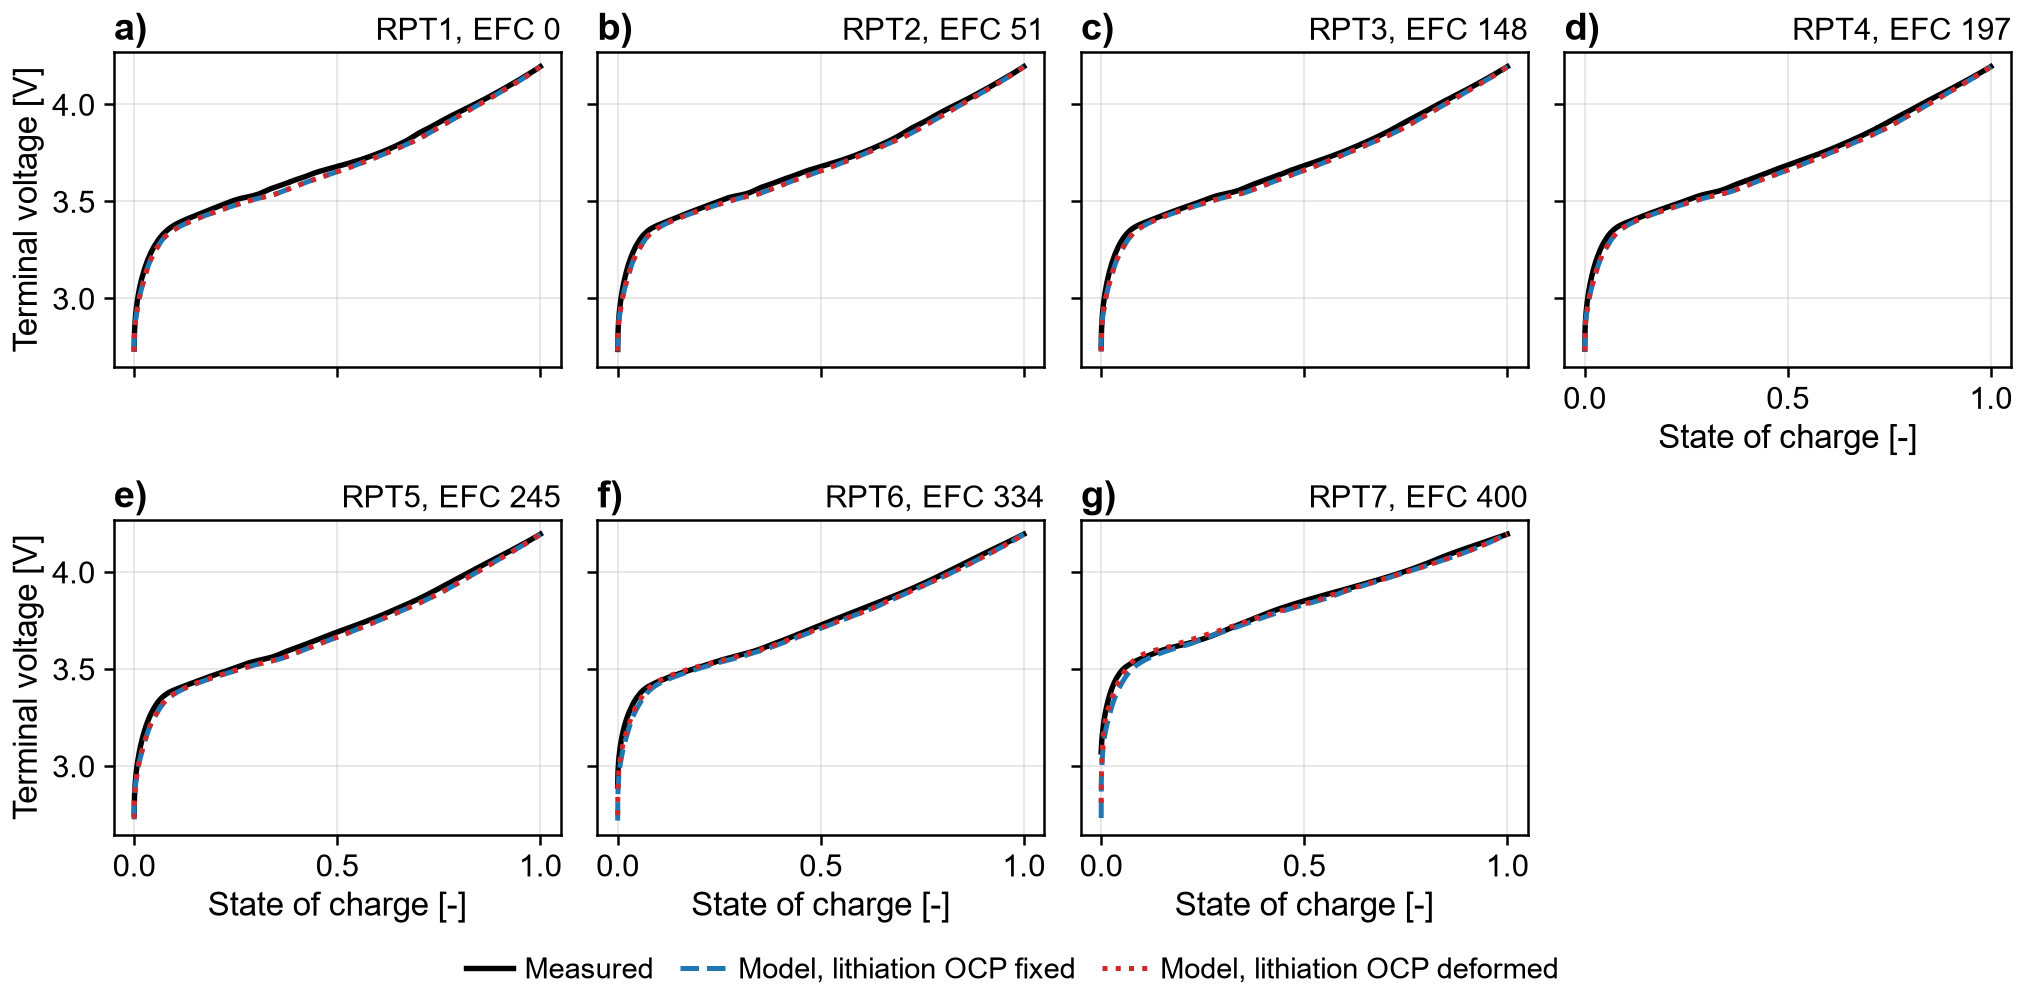 a) RPT1, EFC 0
b) RPT2, EFC 51
c) RPT3, EFC 148
d) RPT4, EFC 197
Terminal voltage [V]
4.0
3.5
3.0
0.0 0.5 1.0
State of charge [-]
e) RPT5, EFC 245
f) RPT6, EFC 334
g) RPT7, EFC 400
Terminal voltage [V]
4.0
3.5
3.0
0.0 0.5 1.0
0.5 1.0
0.0 0.5 1.0
State of charge [-]
State of charge [-]
State of charge [-]
Measured
Model, lithiation OCP fixed
Model, lithiation OCP deformed